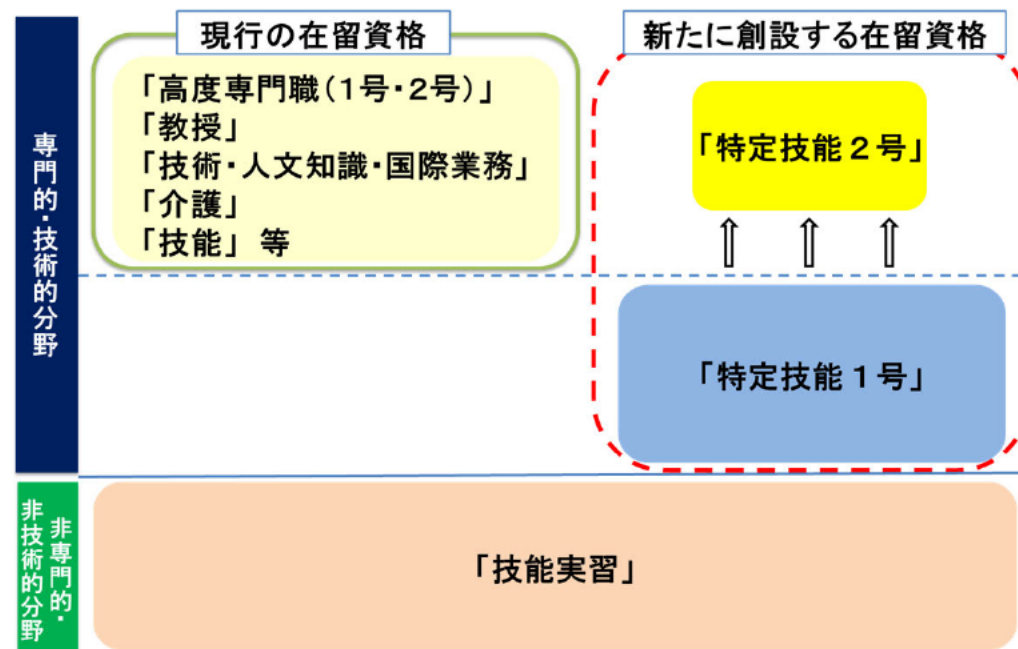 現行の在留資格
新たに創設する在留資格
専門的・技術的分野
「高度専門職(1号・2号)」
「教授」
「技術・人文知識・国際業務」
「介護」
「技能」 等
「特定技能2号」
「特定技能1号」
非専門的・
非技術的分野
「技能実習」